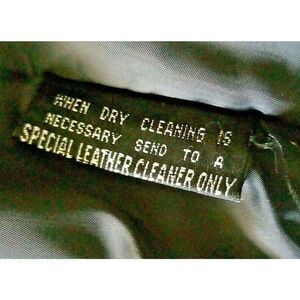 WHEN DRY CLEANING IS
NECESSARY SEND TO A
SPECIAL LEATHER CLEANER ONLY